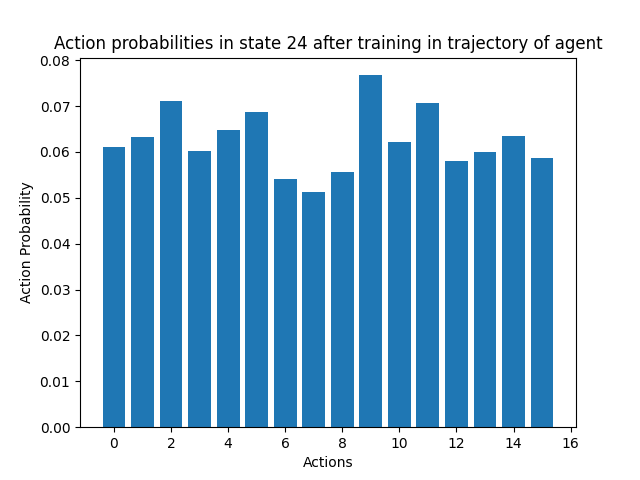 Action probabilities in state 24 after training in trajectory of agent
0.08
0.07
0.06
0.05
0.04
0.03
0.02
0.01
0.00
Action Probability
0 2 4 6 8 10 12 14 16
Actions